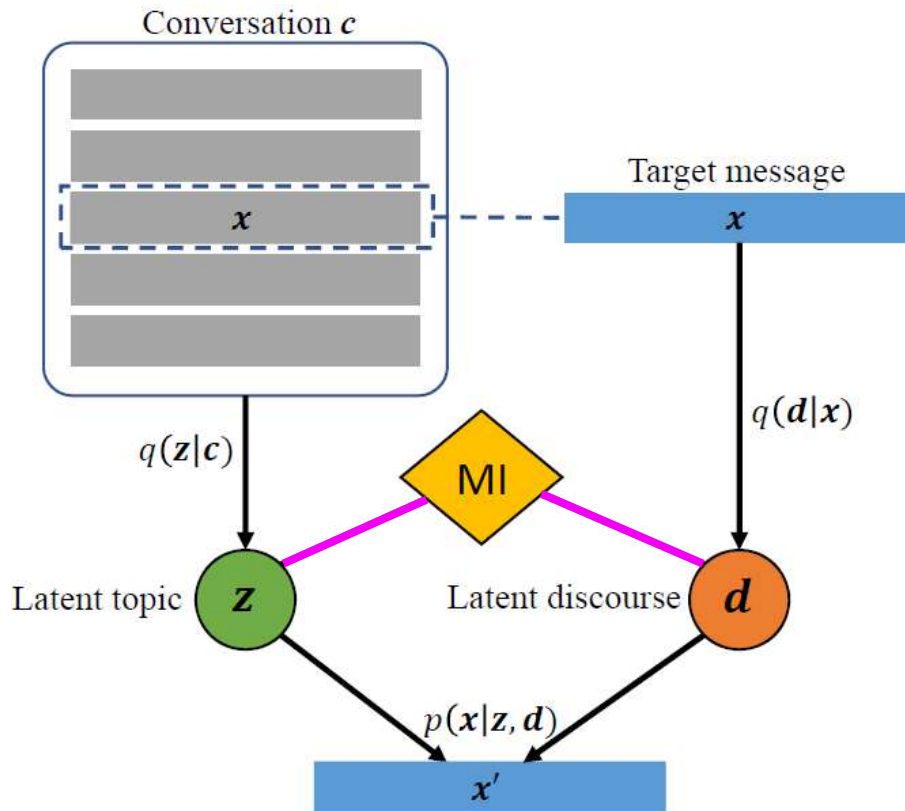 Conversation c
x
Target message
x
q(z|c)
q(d|x)
MI
Latent topic
z
Latent discourse
d
p(x|z, d)
x′